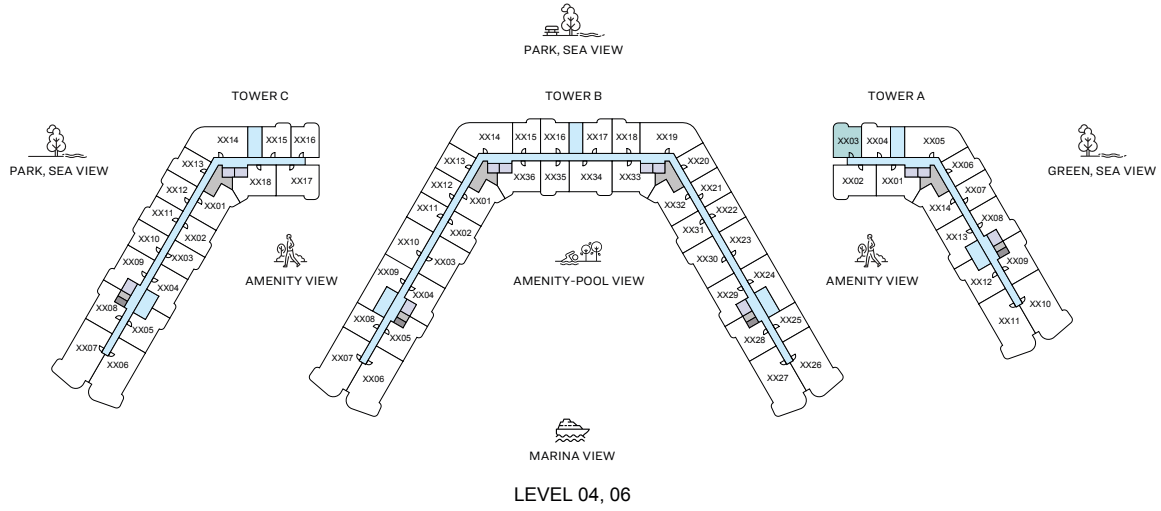 PARK, SEA VIEW
TOWER C
TOWER B
TOWER A
PARK, SEA VIEW
GREEN, SEA VIEW
XX14
XX15
XX16
XX13
XX12
XX11
XX10
XX09
XX08
XX07
XX06
XX05
XX04
XX03
XX02
XX01
XX18
XX17
XX14
XX15
XX16
XX17
XX18
XX19
XX13
XX12
XX11
XX10
XX09
XX08
XX07
XX06
XX05
XX04
XX03
XX02
XX01
XX36
XX35
XX34
XX33
XX32
XX31
XX30
XX29
XX28
XX27
XX26
XX25
XX24
XX23
XX22
XX21
XX20
XX03
XX04
XX05
XX06
XX07
XX08
XX09
XX10
XX11
XX12
XX13
XX14
XX01
XX02
AMENITY VIEW
AMENITY-POOL VIEW
AMENITY VIEW
MARINA VIEW
LEVEL 04, 06